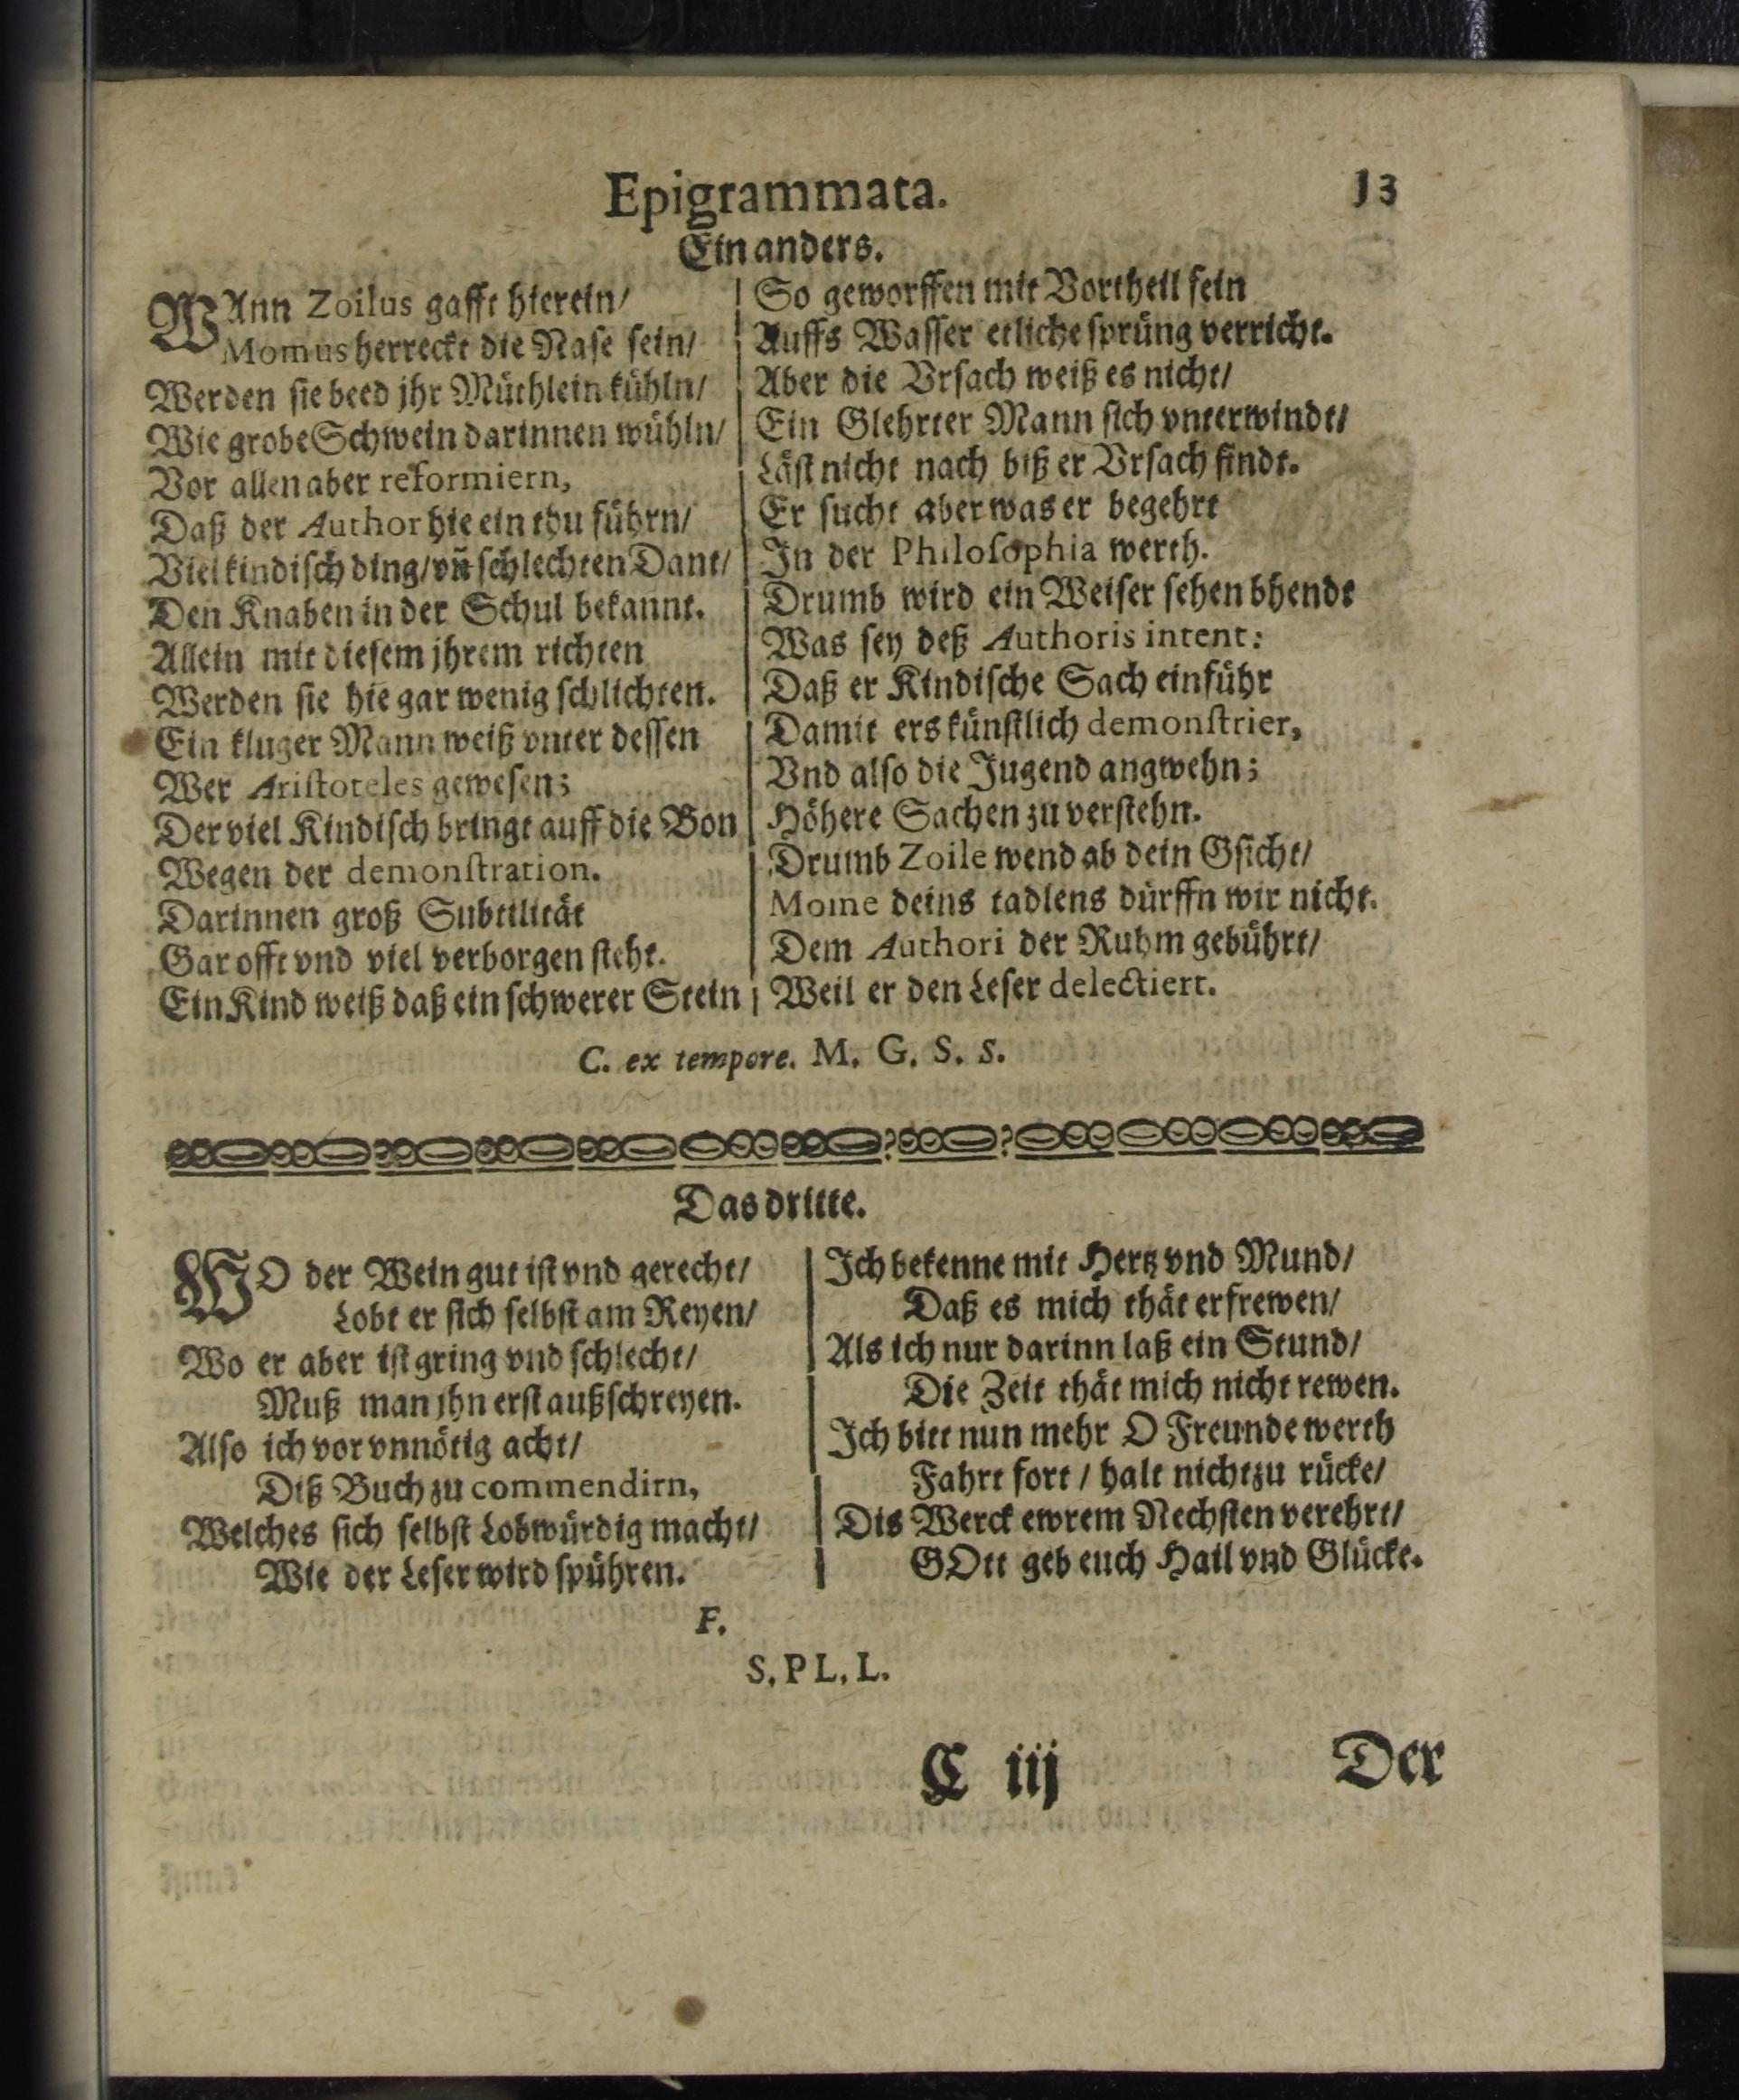 Epigrammata. 13
Ein anders.
WAnn Zoilus gafft hierein/
Momus herreckt die Nase sein/
Werden sie beed jhr Müthlein kühln/
Wie grobe Schwein darinnen wühln/
Vor allen aber reformiern,
Daß der Author hie ein thu führn/
Viel kindisch ding/ vñ schlechten Dant/
Den Knaben in der Schul bekannt.
Allein mit diesem jhrem richten
Werden sie hie gar wenig schlichten.
Ein kluger Mann weiß vnter dessen
Wer Aristoteles gewesen;
Der viel Kindisch bringt auff die Bon
Wegen der demonstration.
Darinnen groß Subtilität
Gar offt vnd viel verborgen steht.
Ein Kind weiß daß ein schwerer Stein
So geworffen mit Vortheil fein
Auffs Wasser etliche sprüng verricht.
Aber die Vrsach weiß es nicht/
Ein Glehrter Mann sich vnterwindt/
Läst nicht nach biß er Vrsach findt.
Er sucht aber was er begehrt
In der Philosophia werth.
Drumb wird ein Weiser sehen bhendt
Was sey deß Authoris intent:
Daß er Kindische Sach einführ
Damit ers künstlich demonstrier,
Vnd also die Jugend angwehn;
Höhere Sachen zu verstehn.
Drumb Zoile wend ab dein Gsicht/
Mome deins tadlens dürffn wir nicht.
Dem Authori der Ruhm gebührt/
Weil er den Leser delectiert.
C. ex tempore. M. G. S. S.
Das dritte.
WO der Wein gut ist vnd gerecht/
Lobt er sich selbst am Reyen/
Wo er aber ist gring vnd schlecht/
Muß man jhn erst außschreyen.
Also ich vor vnnötig acht/
Diß Buch zu commendirn,
Welches sich selbst Lobwürdig macht/
Wie der Leser wird spühren.
Ich bekenne mit Hertz vnd Mund/
Daß es mich thät erfrewen/
Als ich nur darinn laß ein Stund/
Die Zeit thät mich nicht rewen.
Ich bitt nun mehr O Freunde werth
Fahrt fort / halt nicht zu rücke/
Dis Werck ewrem Nechsten verehrt/
GOtt geb euch Hail vnd Glücke.
F.
S. PL. L.
C iij Der